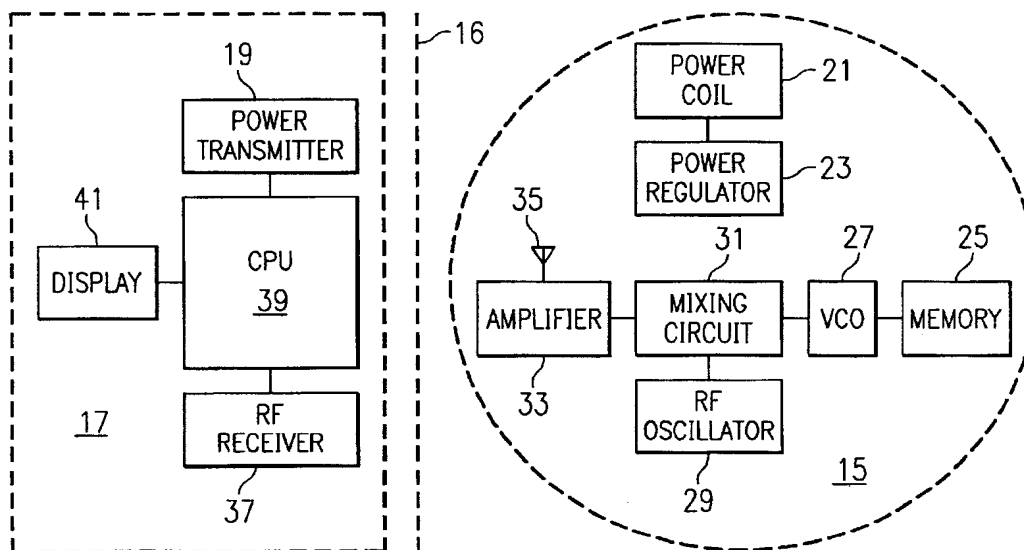 16
19
POWER
TRANSMITTER
41
DISPLAY
CPU
39
17
RF
RECEIVER
37
POWER
COIL
21
POWER
REGULATOR
23
35
AMPLIFIER
33
31
MIXING
CIRCUIT
27
VCO
25
MEMORY
RF
OSCILLATOR
29
15